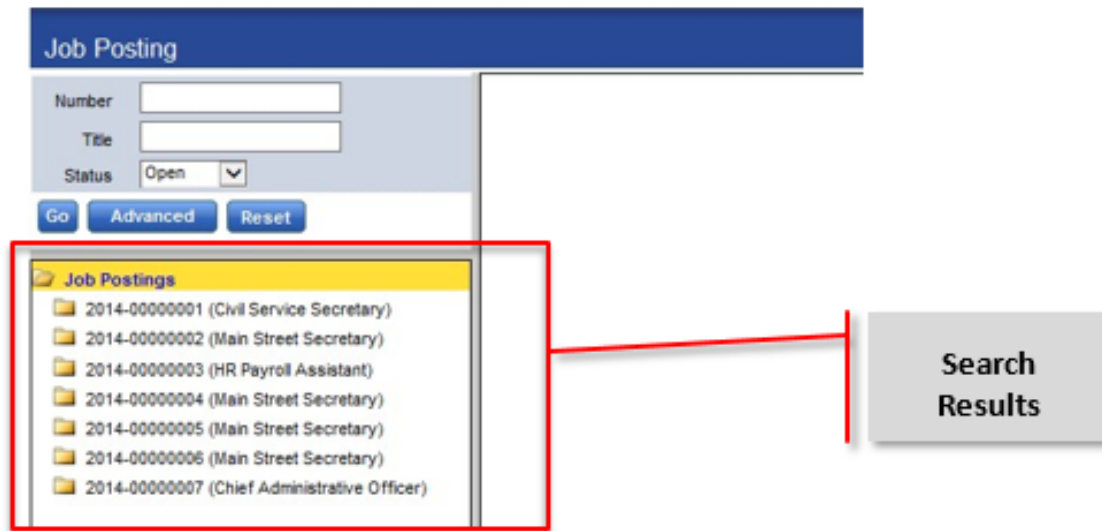 Job Posting
Number
Title
Status Open
Go Advanced Reset
Job Postings
2014-00000001 (Civil Service Secretary)
2014-00000002 (Main Street Secretary)
2014-00000003 (HR Payroll Assistant)
2014-00000004 (Main Street Secretary)
2014-00000005 (Main Street Secretary)
2014-00000006 (Main Street Secretary)
2014-00000007 (Chief Administrative Officer)
Search
Results